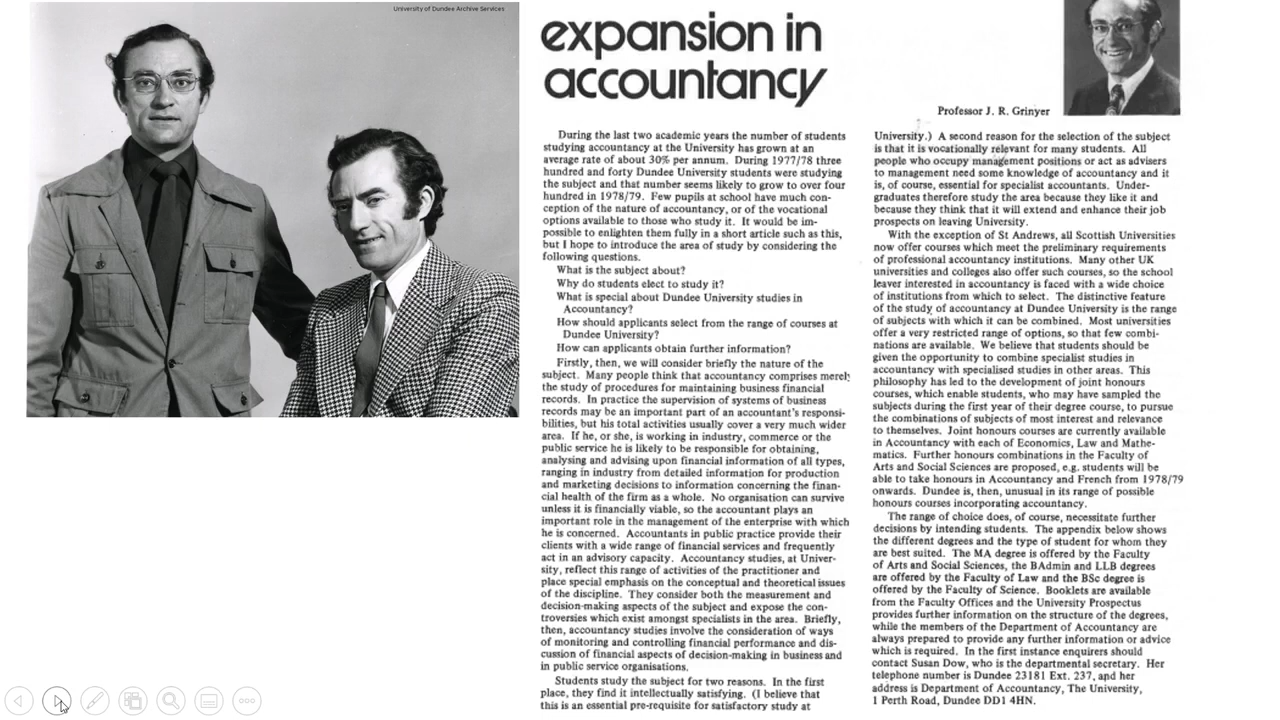 University of Dundee Archive Services
expansion in
accountancy
Professor J. R. Grinyer
During the last two academic years the number of students
studying accountancy at the University has grown at an
average rate of about 30% per annum. During 1977/78 three
hundred and forty Dundee University students were studying
the subject and that number seems likely to grow to over four
hundred in 1978/79. Few pupils at school have much con-
ception of the nature of accountancy, or of the vocational
options available to those who study it. It would be im-
possible to enlighten them fully in a short article such as this,
but I hope to introduce the area of study by considering the
following questions.
What is the subject about?
Why do students elect to study it?
What is special about Dundee University studies in
Accountancy?
How should applicants select from the range of courses at
Dundee University?
How can applicants obtain further information?
Firstly, then, we will consider briefly the nature of the
subject. Many people think that accountancy comprises merely
the study of procedures for maintaining business financial
records. In practice the supervision of systems of business
records may be an important part of an accountant's responsi-
bilities, but his total activities usually cover a very much wider
area. If he, or she, is working in industry, commerce or the
public service he is likely to be responsible for obtaining,
analysing and advising upon financial information of all types,
ranging in industry from detailed information for production
and marketing decisions to information concerning the finan-
cial health of the firm as a whole. No organisation can survive
unless it is financially viable, so the accountant plays an
important role in the management of the enterprise with which
he is concerned. Accountants in public practice provide their
clients with a wide range of financial services and frequently
act in an advisory capacity. Accountancy studies, at Univer-
sity, reflect this range of activities of the practitioner and
place special emphasis on the conceptual and theoretical issues
of the discipline. They consider both the measurement and
decision-making aspects of the subject and expose the con-
troversies which exist amongst specialists in the area. Briefly,
then, accountancy studies involve the consideration of ways
of monitoring and controlling financial performance and dis-
cussion of financial aspects of decision-making in business and
in public service organisations.
Students study the subject for two reasons. In the first
place, they find it intellectually satisfying. (I believe that
this is an essential pre-requisite for satisfactory study at
University.) A second reason for the selection of the subject
is that it is vocationally relevant for many students. All
people who occupy management positions or act as advisers
to management need some knowledge of accountancy and it
is, of course, essential for specialist accountants. Under-
graduates therefore study the area because they like it and
because they think that it will extend and enhance their job
prospects on leaving University.
With the exception of St Andrews, all Scottish Universities
now offer courses which meet the preliminary requirements
of professional accountancy institutions. Many other UK
universities and colleges also offer such courses, so the school
leaver interested in accountancy is faced with a wide choice
of institutions from which to select. The distinctive feature
of the study of accountancy at Dundee University is the range
of subjects with which it can be combined. Most universities
offer a very restricted range of options, so that few combi-
nations are available. We believe that students should be
given the opportunity to combine specialist studies in
accountancy with specialised studies in other areas. This
philosophy has led to the development of joint honours
courses, which enable students, who may have sampled the
subjects during the first year of their degree course, to pursue
the combinations of subjects of most interest and relevance
to themselves. Joint honours courses are currently available
in Accountancy with each of Economics, Law and Mathe-
matics. Further honours combinations in the Faculty of
Arts and Social Sciences are proposed, e.g. students will be
able to take honours in Accountancy and French from 1978/79
onwards. Dundee is, then, unusual in its range of possible
honours courses incorporating accountancy.
The range of choice does, of course, necessitate further
decisions by intending students. The appendix below shows
the different degrees and the type of student for whom they
are best suited. The MA degree is offered by the Faculty
of Arts and Social Sciences, the BAdmin and LLB degrees
are offered by the Faculty of Law and the BSc degree is
offered by the Faculty of Science. Booklets are available
from the Faculty Offices and the University Prospectus
provides further information on the structure of the degrees,
while the members of the Department of Accountancy are
always prepared to provide any further information or advice
which is required. In the first instance enquirers should
contact Susan Dow, who is the departmental secretary. Her
telephone number is Dundee 23181 Ext. 237, and her
address is Department of Accountancy, The University,
1 Perth Road, Dundee DD1 4HN.